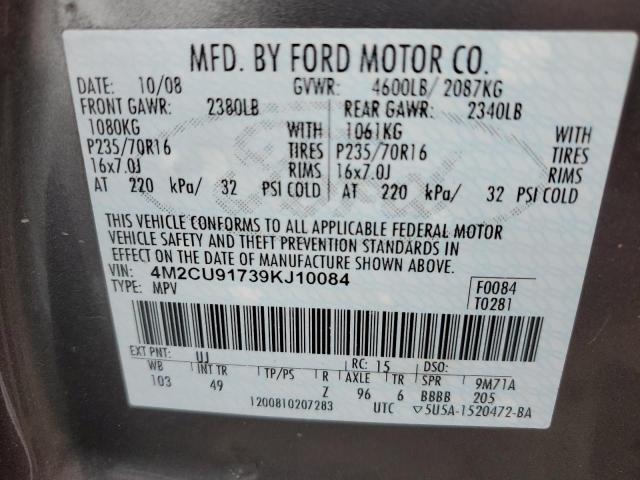 MFD. BY FORD MOTOR CO.
DATE: 10/08 GVWR: 4600LB/ 2087KG
FRONT GAWR: 2380LB REAR GAWR: 2340LB
1080KG WITH 1061KG WITH
P235/70R16 TIRES P235/70R16 TIRES
16x7.0J RIMS 16x7.0J RIMS
AT 220 kPa/ 32 PSI COLD AT 220 kPa/ 32 PSI COLD
THIS VEHICLE CONFORMS TO ALL APPLICABLE FEDERAL MOTOR
VEHICLE SAFETY AND THEFT PREVENTION STANDARDS IN
EFFECT ON THE DATE OF MANUFACTURE SHOWN ABOVE.
VIN: 4M2CU91739KJ10084 F0084
TYPE: MPV T0281
EXT PNT: UJ RC: 15 DSO:
WB INT TR TP/PS R AXLE TR SPR 9M71A
103 49 Z 96 6 BBBB 205
1200810207283 UTC ▽5U5A-1520472-BA